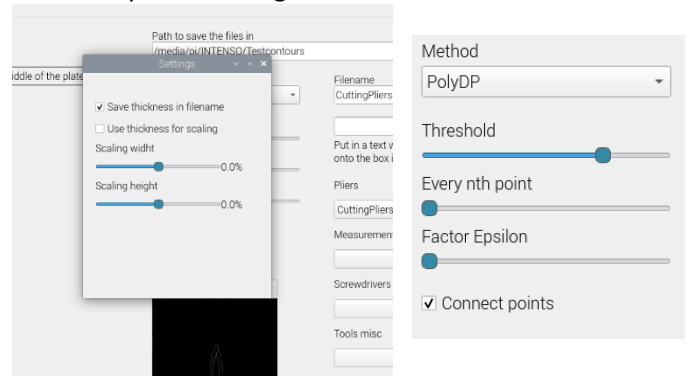 Path to save the files in
/media/pi/INTENSO/Testcontours
Settings
iddle of the plate
Filename
CuttingPliers
Save thickness in filename
Use thickness for scaling
Scaling widht
0.0%
Scaling height
0.0%
Put in a text w
onto the box i
Pliers
CuttingPliers
Measuremen
Screwdrivers
Tools misc
Method
PolyDP
Threshold
Every nth point
Factor Epsilon
Connect points